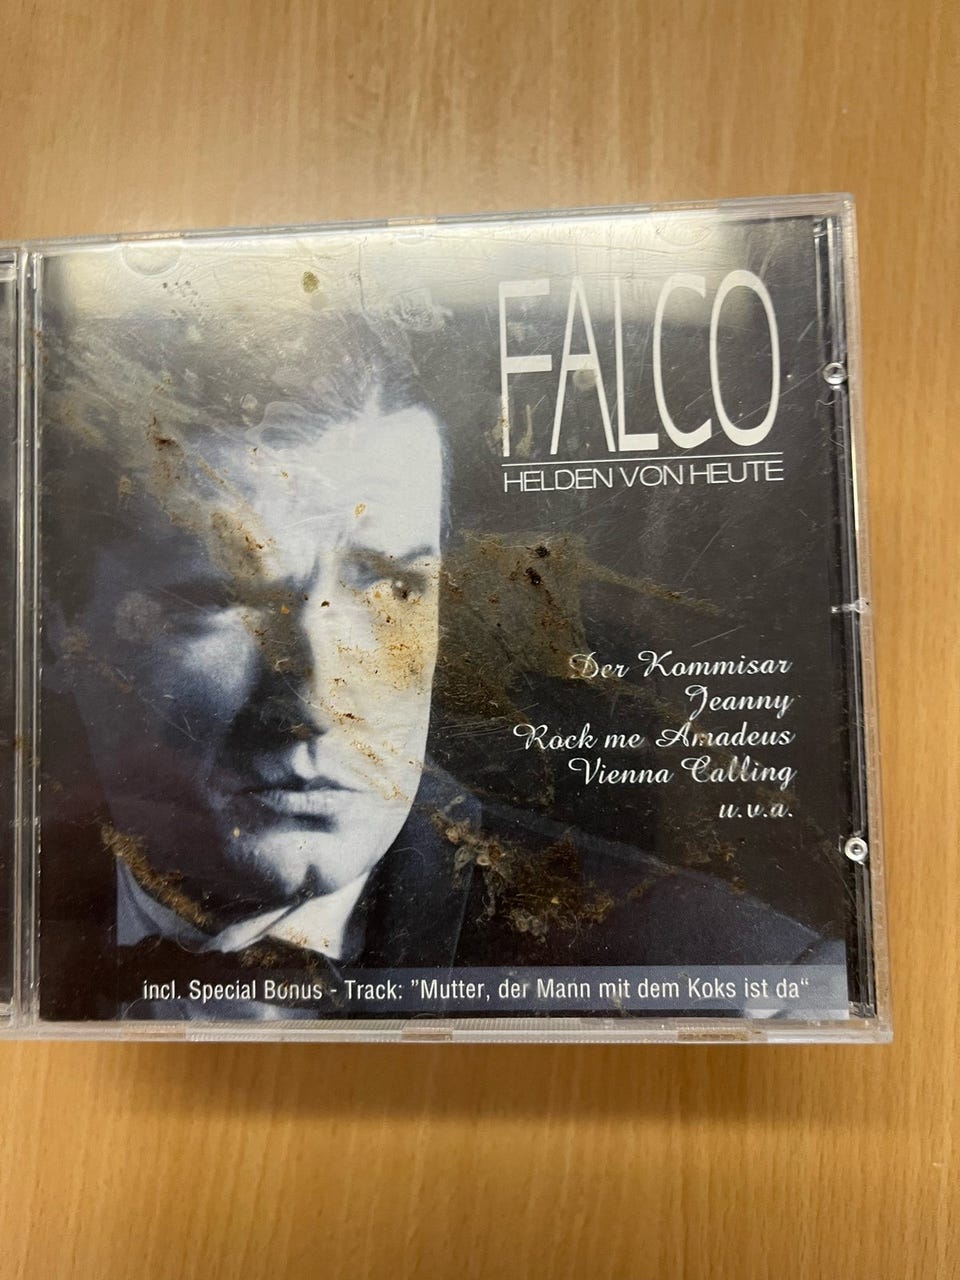 FALCO
HELDEN VON HEUTE
Der Kommisar
Jeanny
Rock me Amadeus
Vienna Calling
u.v.a.
incl. Special Bonus - Track: "Mutter, der Mann mit dem Koks ist da"